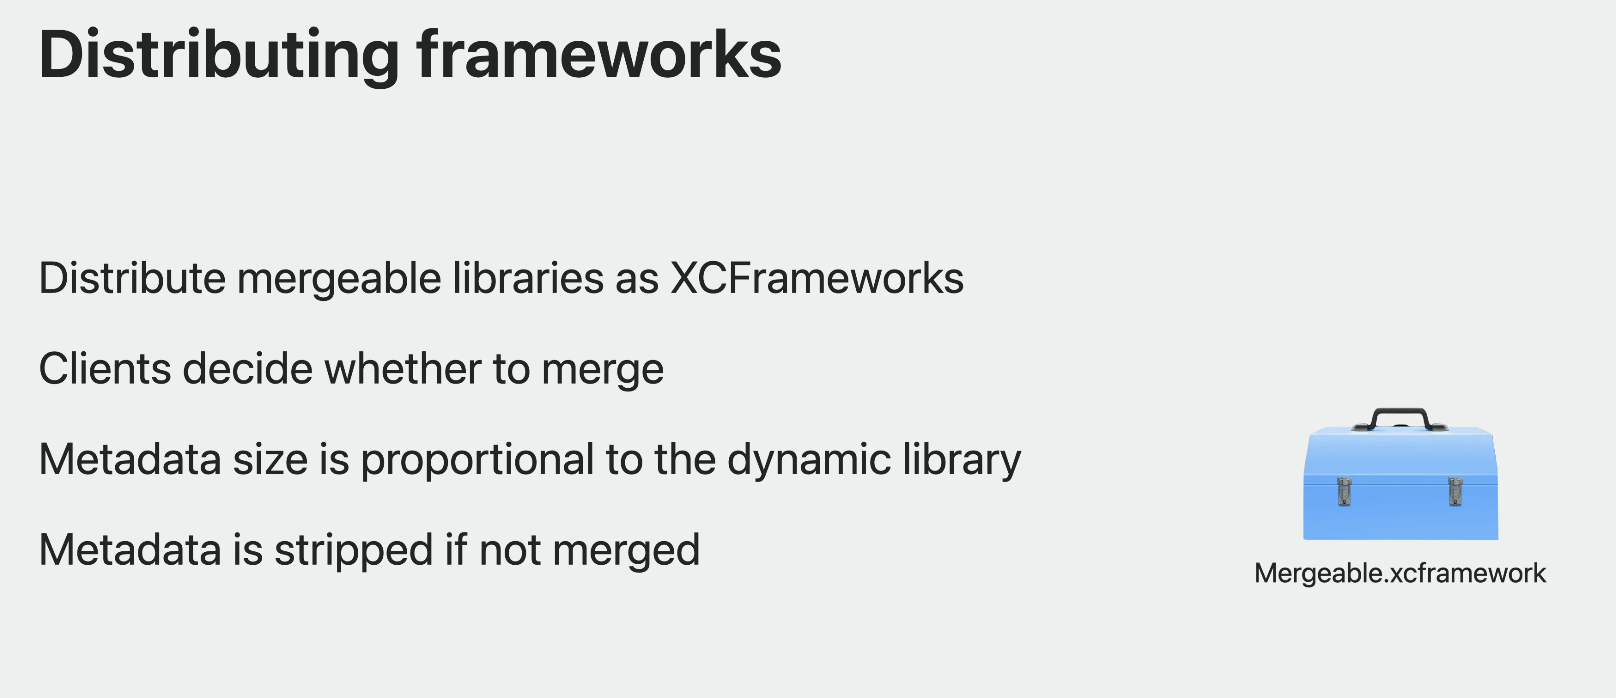 Distributing frameworks
Distribute mergeable libraries as XCFrameworks
Clients decide whether to merge
Metadata size is proportional to the dynamic library
Metadata is stripped if not merged
Mergeable.xcframework